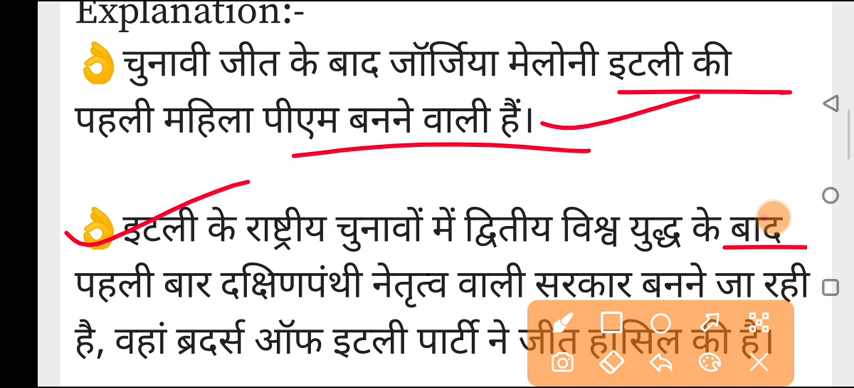 Explanation:-
👌चुनावी जीत के बाद जॉर्जिया मेलोनी इटली की
पहली महिला पीएम बनने वाली हैं।
👌इटली के राष्ट्रीय चुनावों में द्वितीय विश्व युद्ध के बाद
पहली बार दक्षिणपंथी नेतृत्व वाली सरकार बनने जा रही
है, वहां ब्रदर्स ऑफ इटली पार्टी ने जीत हासिल की है।